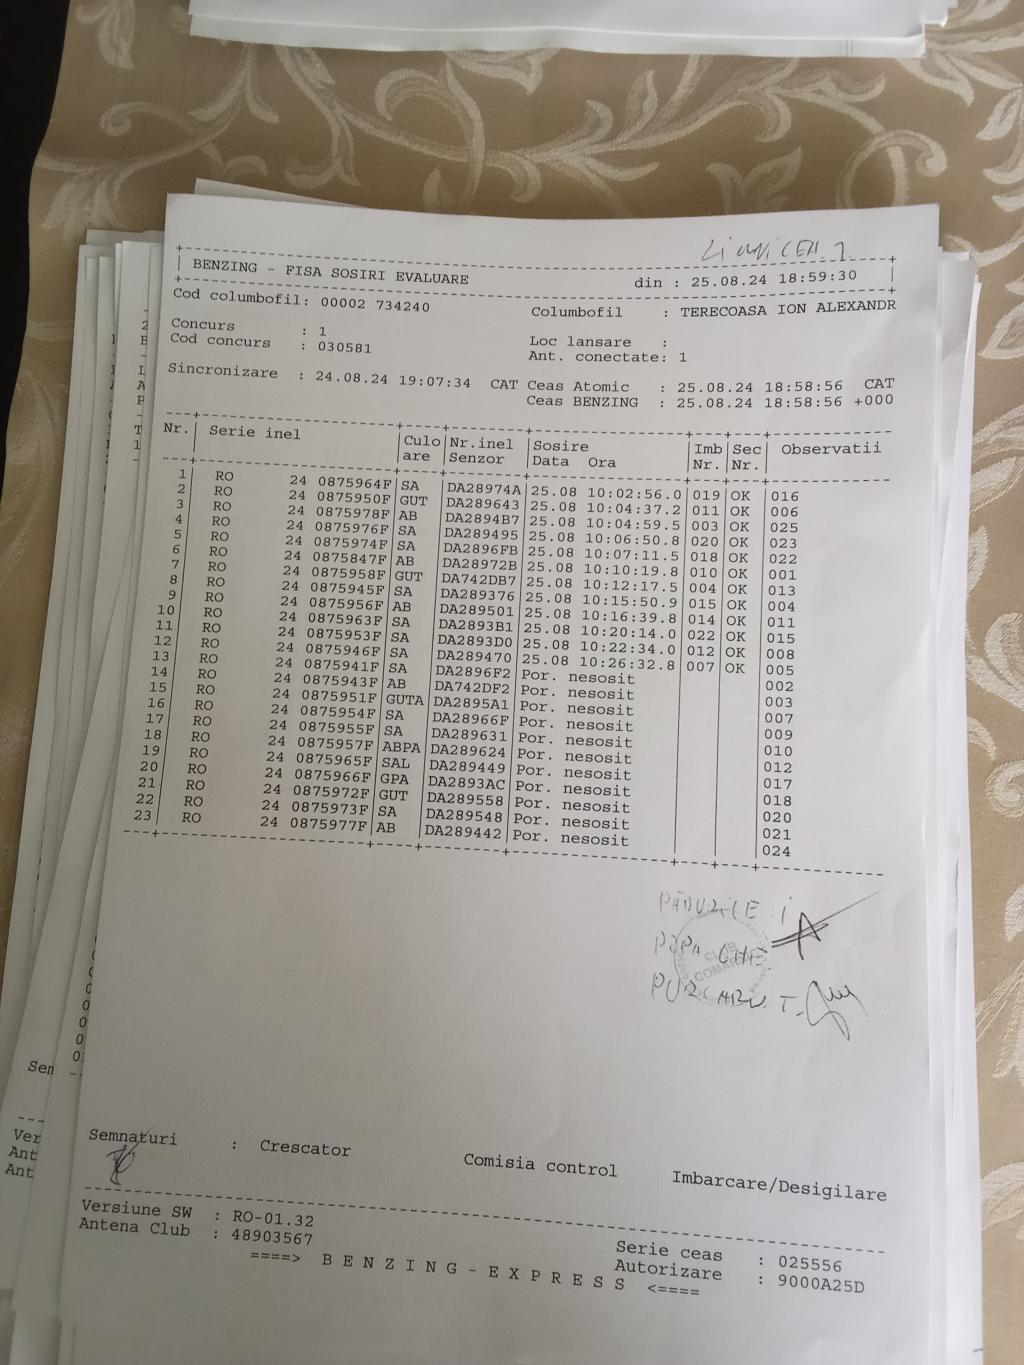 BENZING - FISA SOSIRI EVALUARE din : 25.08.24 18:59:30
Cod columbofil: 00002 734240 Columbofil : TERECOASA ION ALEXANDR
Concurs : 1 Loc lansare :
Cod concurs : 030581 Ant. conectate: 1
Sincronizare : 24.08.24 19:07:34 CAT Ceas Atomic : 25.08.24 18:58:56 CAT
Ceas BENZING : 25.08.24 18:58:56 +000
Nr. Serie inel Culo Nr.inel Sosire Imb Sec Observatii
are Senzor Data Ora Nr. Nr.
1 RO 24 0875964F SA DA28974A 25.08 10:02:56.0 019 OK 016
2 RO 24 0875950F GUT DA289643 25.08 10:04:37.2 011 OK 006
3 RO 24 0875978F AB DA2894B7 25.08 10:04:59.5 003 OK 025
4 RO 24 0875976F SA DA289495 25.08 10:06:50.8 020 OK 023
5 RO 24 0875974F SA DA2896FB 25.08 10:07:11.5 018 OK 022
6 RO 24 0875847F AB DA28972B 25.08 10:10:19.8 010 OK 001
7 RO 24 0875958F GUT DA742DB7 25.08 10:12:17.5 004 OK 013
8 RO 24 0875945F SA DA289376 25.08 10:15:50.9 015 OK 004
9 RO 24 0875956F AB DA289501 25.08 10:16:39.8 014 OK 011
10 RO 24 0875963F SA DA2893B1 25.08 10:20:14.0 022 OK 015
11 RO 24 0875953F SA DA2893D0 25.08 10:22:34.0 012 OK 008
12 RO 24 0875946F SA DA289470 25.08 10:26:32.8 007 OK 005
13 RO 24 0875941F SA DA2896F2 Por. nesosit 002
14 RO 24 0875943F AB DA742DF2 Por. nesosit 003
15 RO 24 0875951F GUTA DA2895A1 Por. nesosit 007
16 RO 24 0875954F SA DA28966F Por. nesosit 009
17 RO 24 0875955F SA DA289631 Por. nesosit 010
18 RO 24 0875957F ABPA DA289624 Por. nesosit 012
19 RO 24 0875965F SAL DA289449 Por. nesosit 017
20 RO 24 0875966F GPA DA2893AC Por. nesosit 018
21 RO 24 0875972F GUT DA289558 Por. nesosit 020
22 RO 24 0875973F SA DA289548 Por. nesosit 021
23 RO 24 0875977F AB DA289442 Por. nesosit 024
POPA GHE.
PURCARU T.
Semnaturi : Crescator Comisia control Imbarcare/Desigilare
Versiune SW : RO-01.32 Serie ceas : 025556
Antena Club : 48903567 Autorizare : 9000A25D
====> B E N Z I N G - E X P R E S S <====